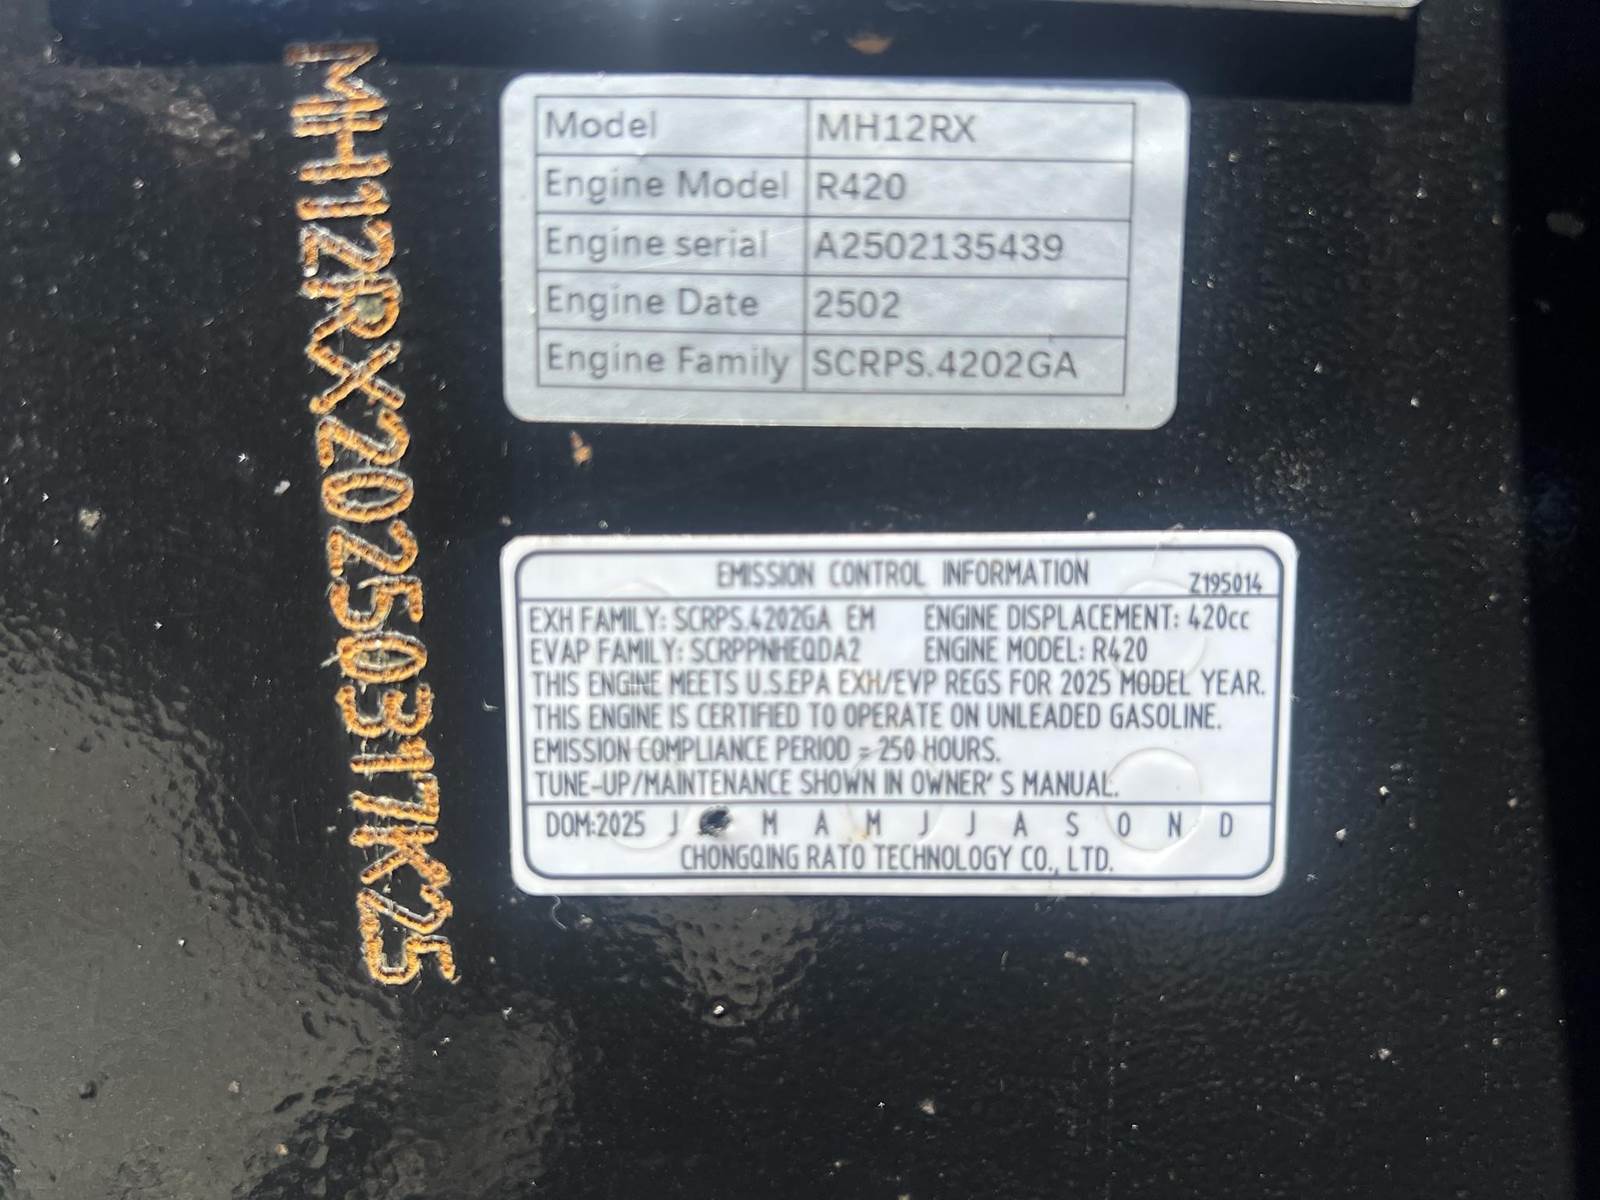 MH12RX20250317K25
Model MH12RX
Engine Model R420
Engine serial A2502135439
Engine Date 2502
Engine Family SCRPS.4202GA
EMISSION CONTROL INFORMATION Z195014
EXH FAMILY: SCRPS.4202GA EM ENGINE DISPLACEMENT: 420cc
EVAP FAMILY: SCRPPNHEQDA2 ENGINE MODEL: R420
THIS ENGINE MEETS U.S.EPA EXH/EVP REGS FOR 2025 MODEL YEAR.
THIS ENGINE IS CERTIFIED TO OPERATE ON UNLEADED GASOLINE.
EMISSION COMPLIANCE PERIOD = 250 HOURS.
TUNE-UP/MAINTENANCE SHOWN IN OWNER'S MANUAL.
DOM:2025 J M A M J J A S O N D
CHONGQING RATO TECHNOLOGY CO., LTD.